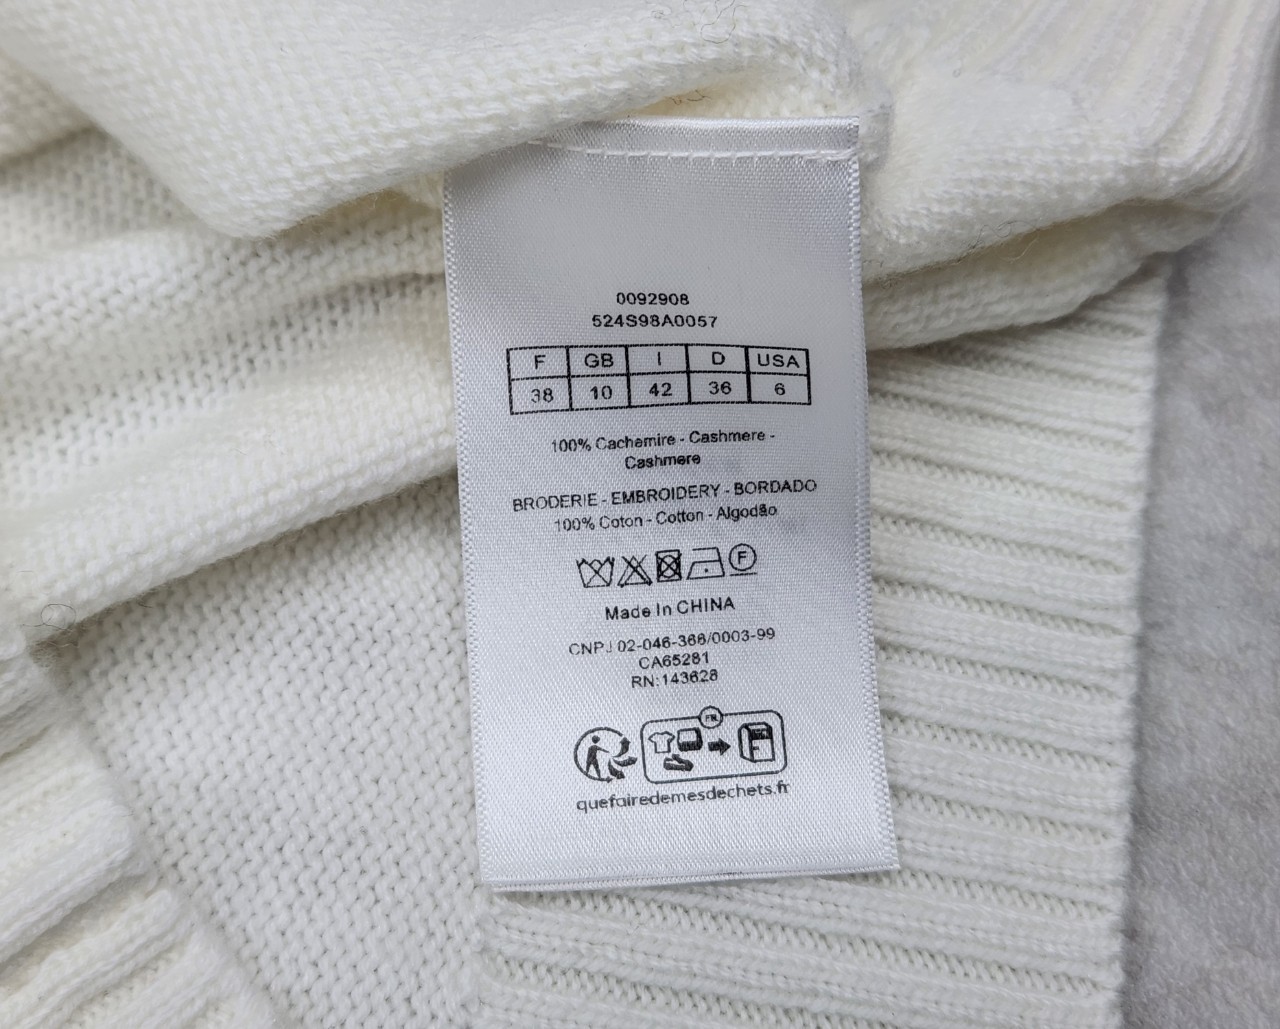 0092908
524S98A0057
F GB I D USA
38 10 42 36 6
100% Cachemire - Cashmere -
Cashmere
BRODERIE - EMBROIDERY - BORDADO
100% Coton - Cotton - Algodão
F
Made In CHINA
CNPJ 02-046-366/0003-99
CA65281
RN:143628
FR
quefairedemesdechets.fr